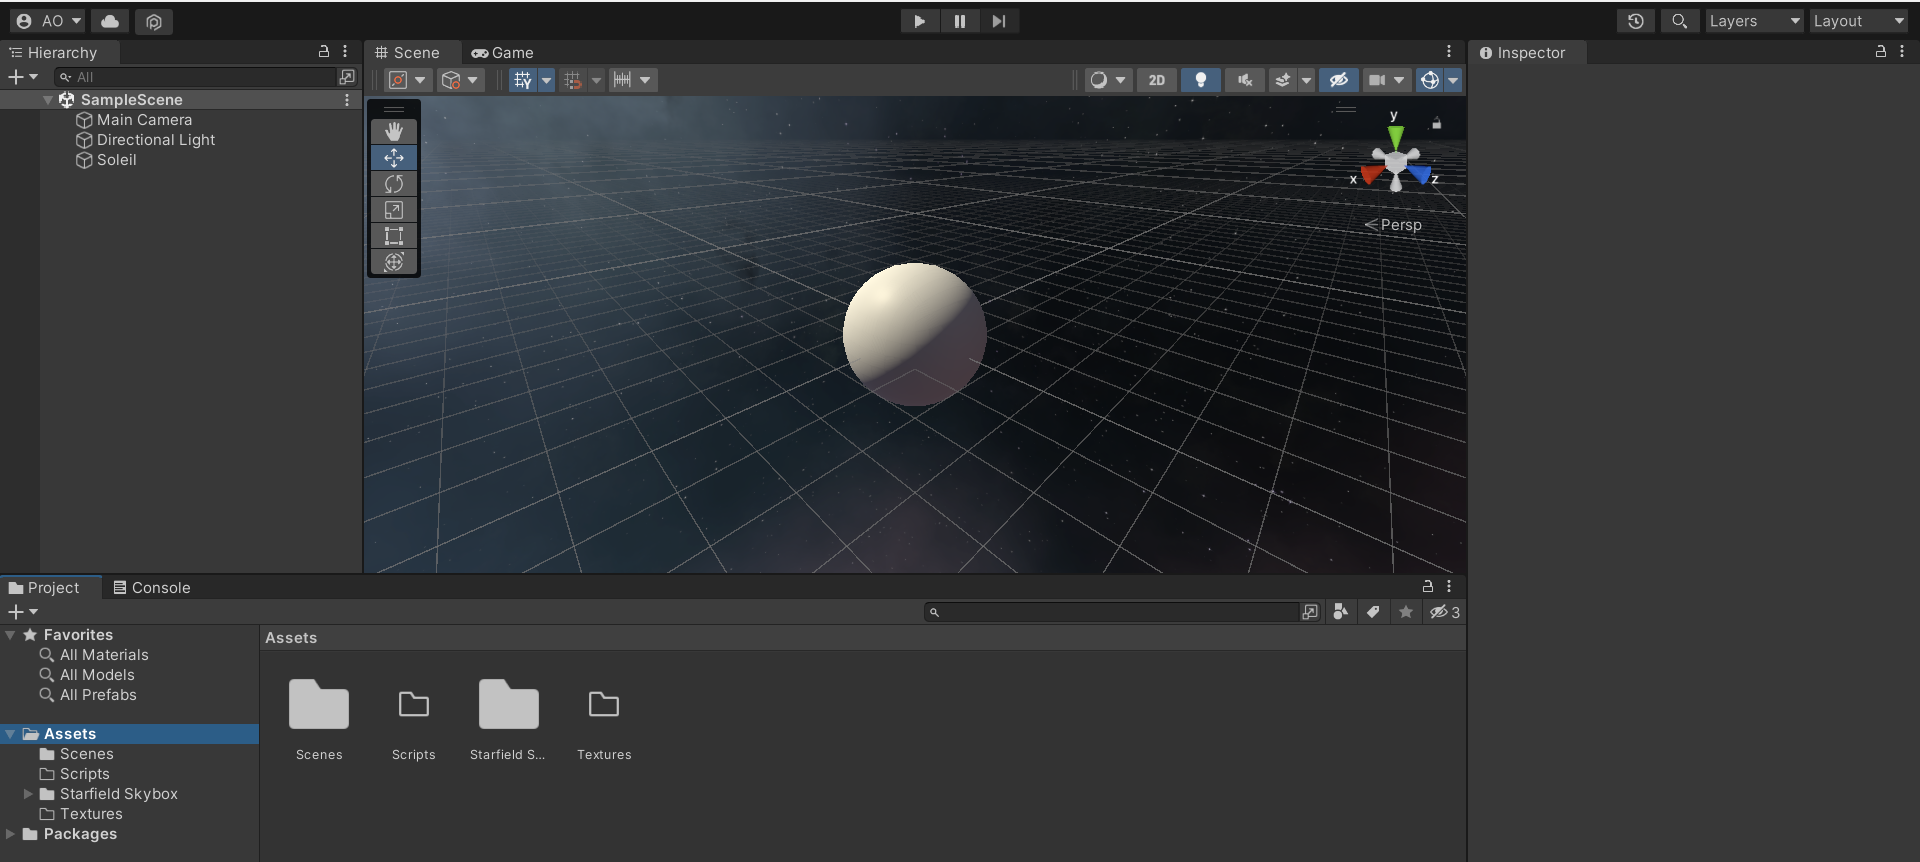 AO
Layers
Layout
Hierarchy
Scene
Game
Inspector
All
2D
SampleScene
Main Camera
Directional Light
Soleil
y
x
z
Persp
Project
Console
3
Favorites
All Materials
All Models
All Prefabs
Assets
Scenes
Scripts
Starfield Skybox
Textures
Packages
Assets
Scenes
Scripts
Starfield S...
Textures